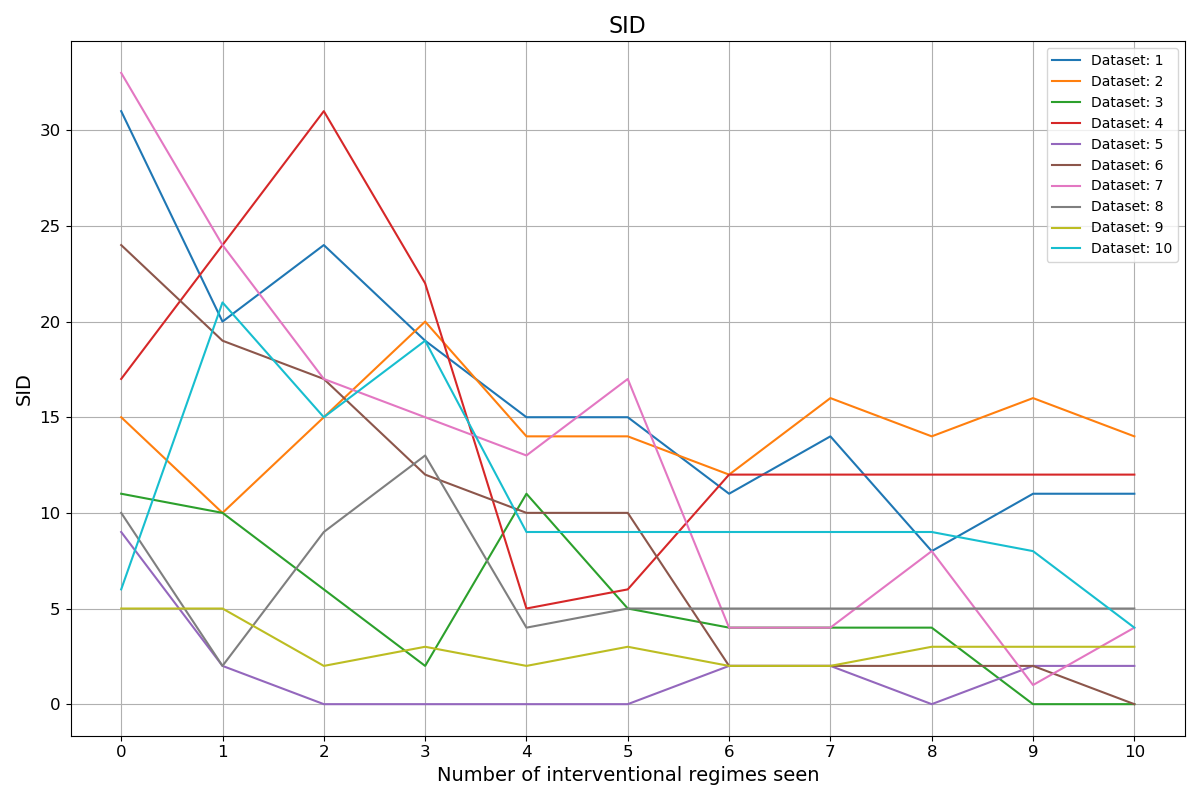 SID
Dataset: 1
Dataset: 2
Dataset: 3
Dataset: 4
Dataset: 5
Dataset: 6
Dataset: 7
Dataset: 8
Dataset: 9
Dataset: 10
30
25
20
15
10
5
0
SID
0 1 2 3 4 5 6 7 8 9 10
Number of interventional regimes seen